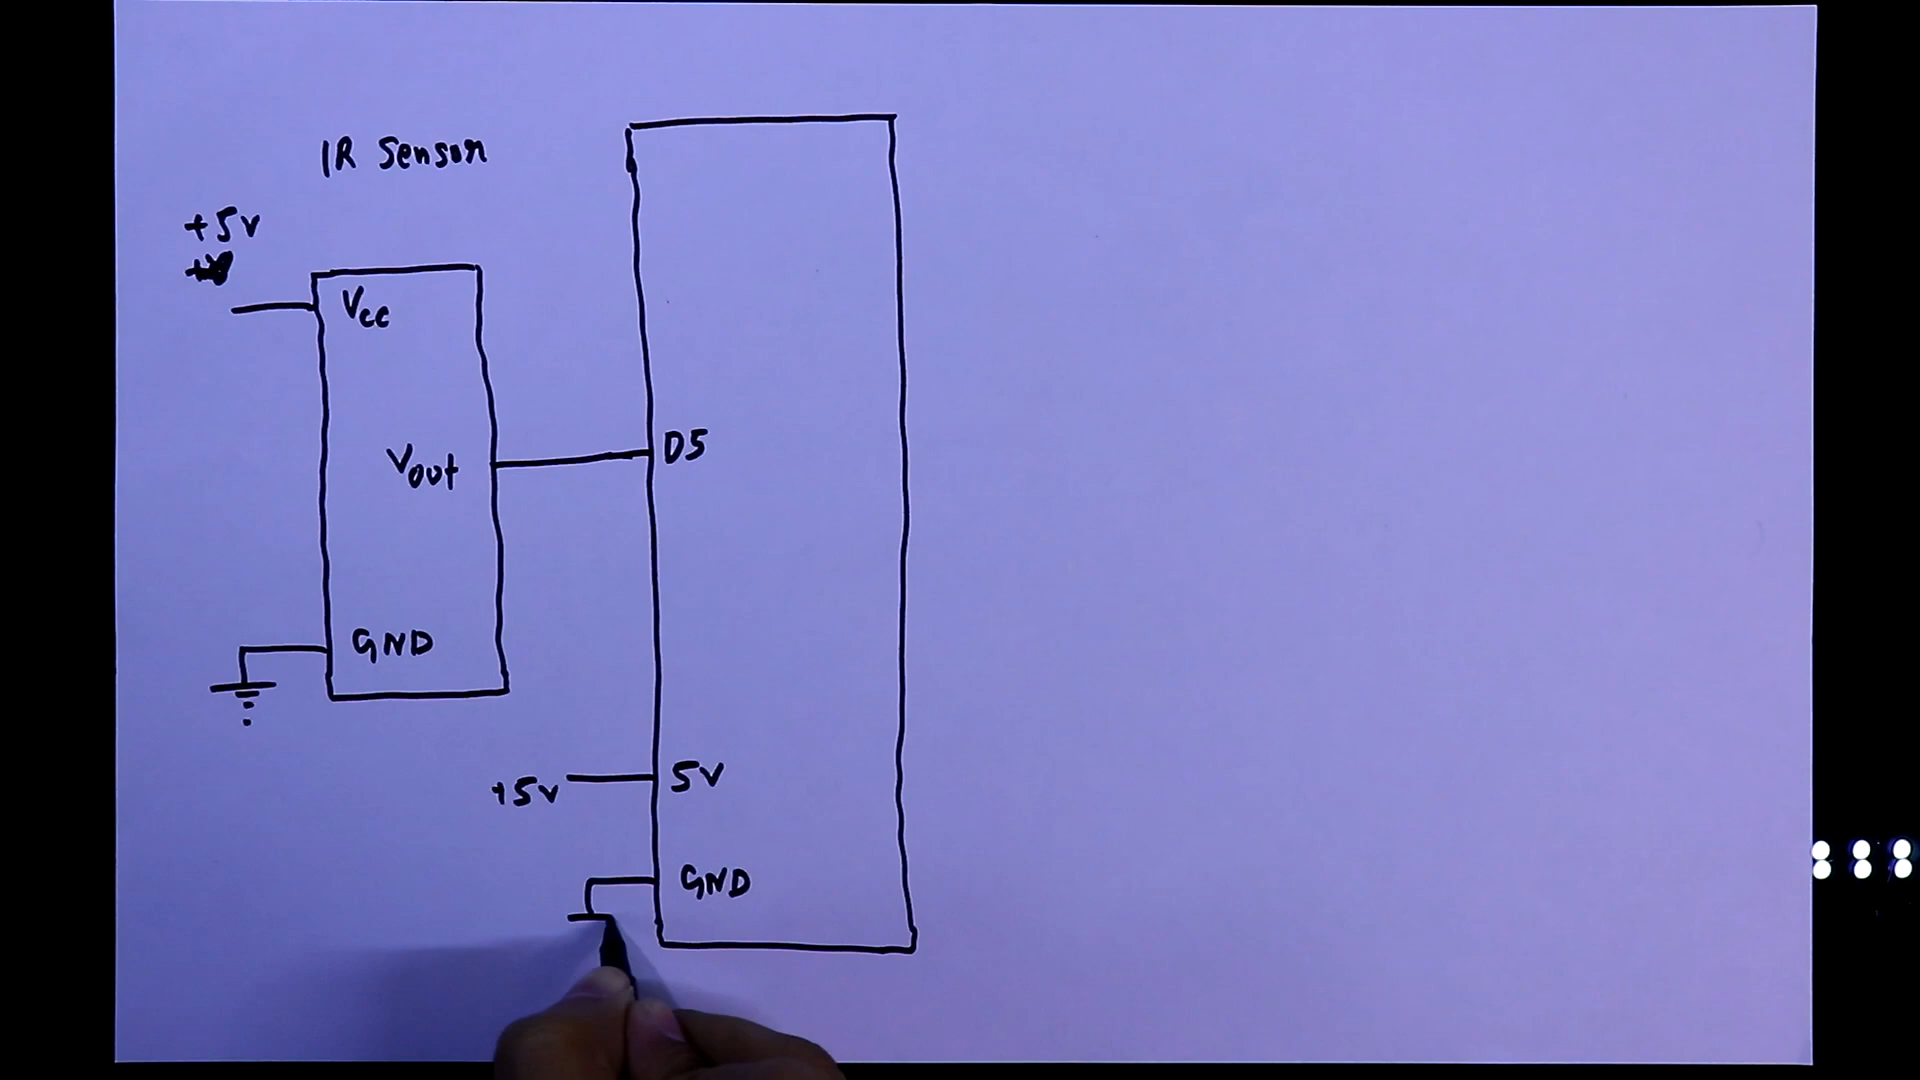 IR Sensor
+5v
Vcc
Vout
GND
D5
+5v
5V
GND